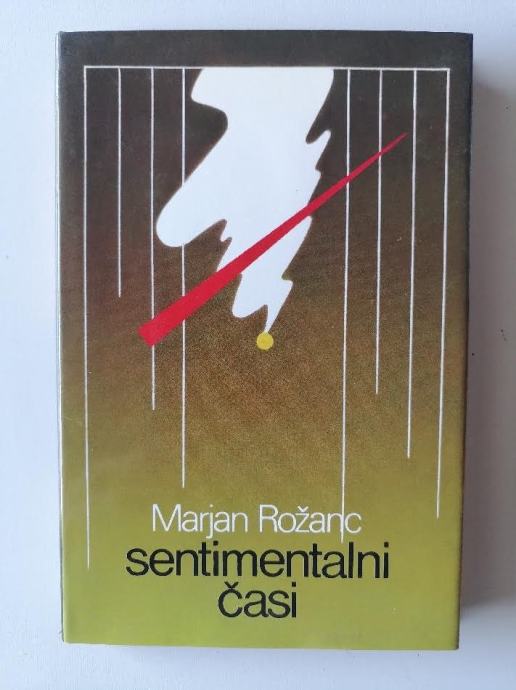 Marjan Rožanc
sentimentalni
časi